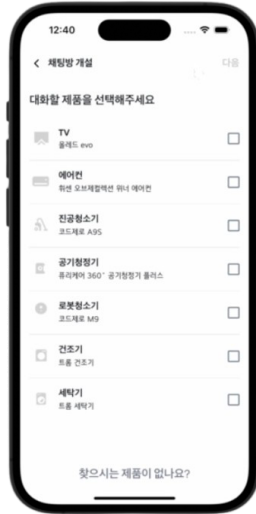 12:40
채팅방 개설
다음
대화할 제품을 선택해주세요
TV
올레드 evo
에어컨
휘센 오브제컬렉션 위너 에어컨
진공청소기
코드제로 A9S
공기청정기
퓨리케어 360˚ 공기청정기 플러스
로봇청소기
코드제로 M9
건조기
트롬 건조기
세탁기
트롬 세탁기
찾으시는 제품이 없나요?